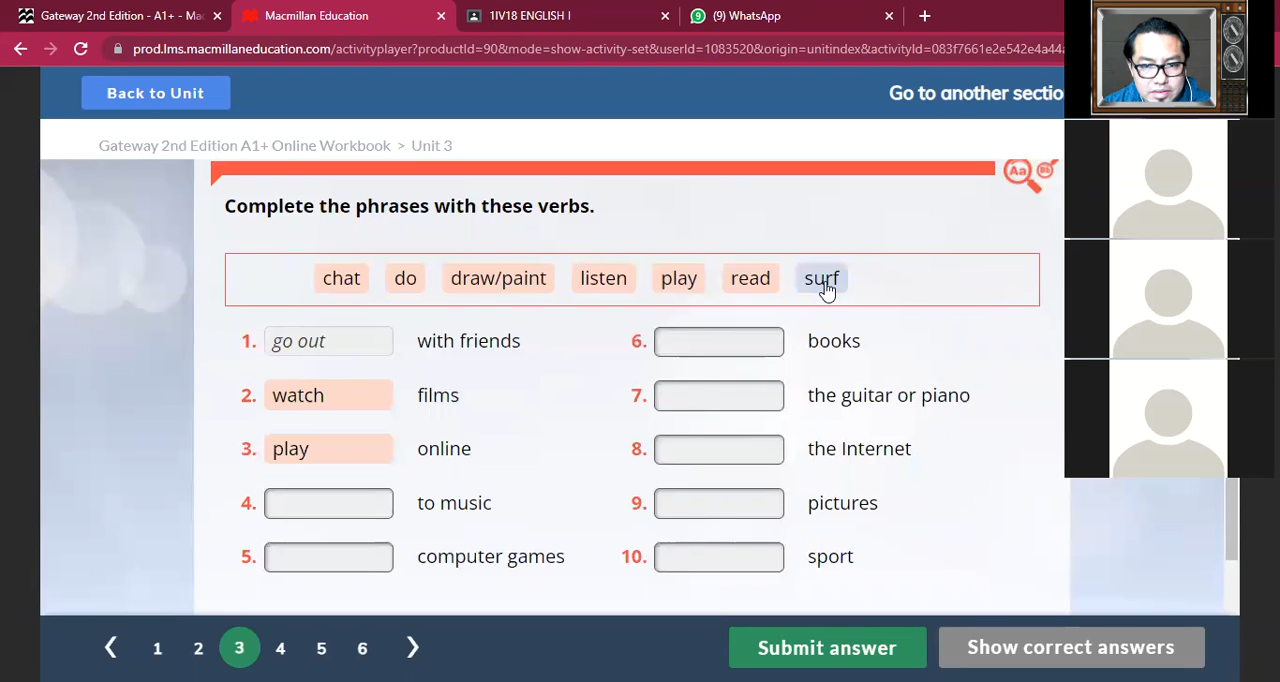 Gateway 2nd Edition - A1+ - Mac
Macmillan Education
1IV18 ENGLISH I
(9) WhatsApp
prod.lms.macmillaneducation.com/activityplayer?productId=90&mode=show-activity-set&userId=1083520&origin=unitindex&activityId=083f7661e2e542e4a44a
Back to Unit
Go to another sectio
Gateway 2nd Edition A1+ Online Workbook > Unit 3
Aa
Complete the phrases with these verbs.
chat do draw/paint listen play read surf
1. go out with friends
2. watch films
3. play online
4. to music
5. computer games
6. books
7. the guitar or piano
8. the Internet
9. pictures
10. sport
1 2 3 4 5 6
Submit answer
Show correct answers